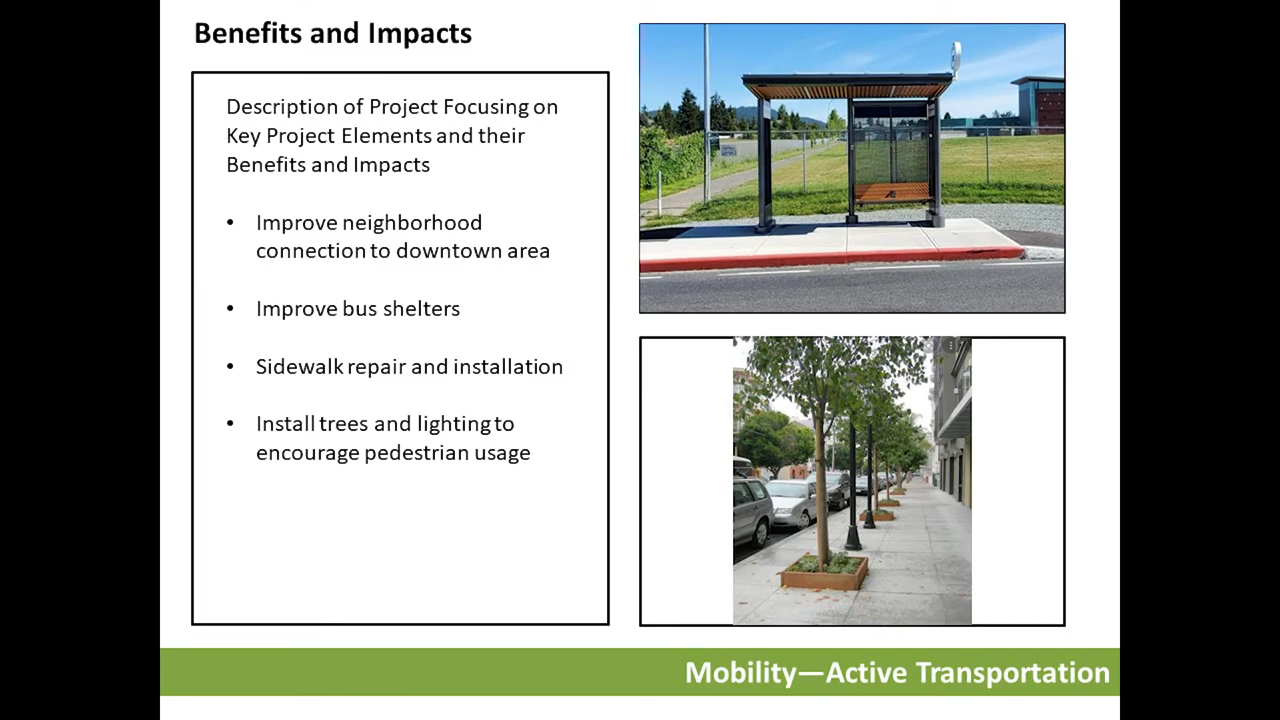 Benefits and Impacts
Description of Project Focusing on
Key Project Elements and their
Benefits and Impacts
• Improve neighborhood
connection to downtown area
• Improve bus shelters
• Sidewalk repair and installation
• Install trees and lighting to
encourage pedestrian usage
Mobility—Active Transportation